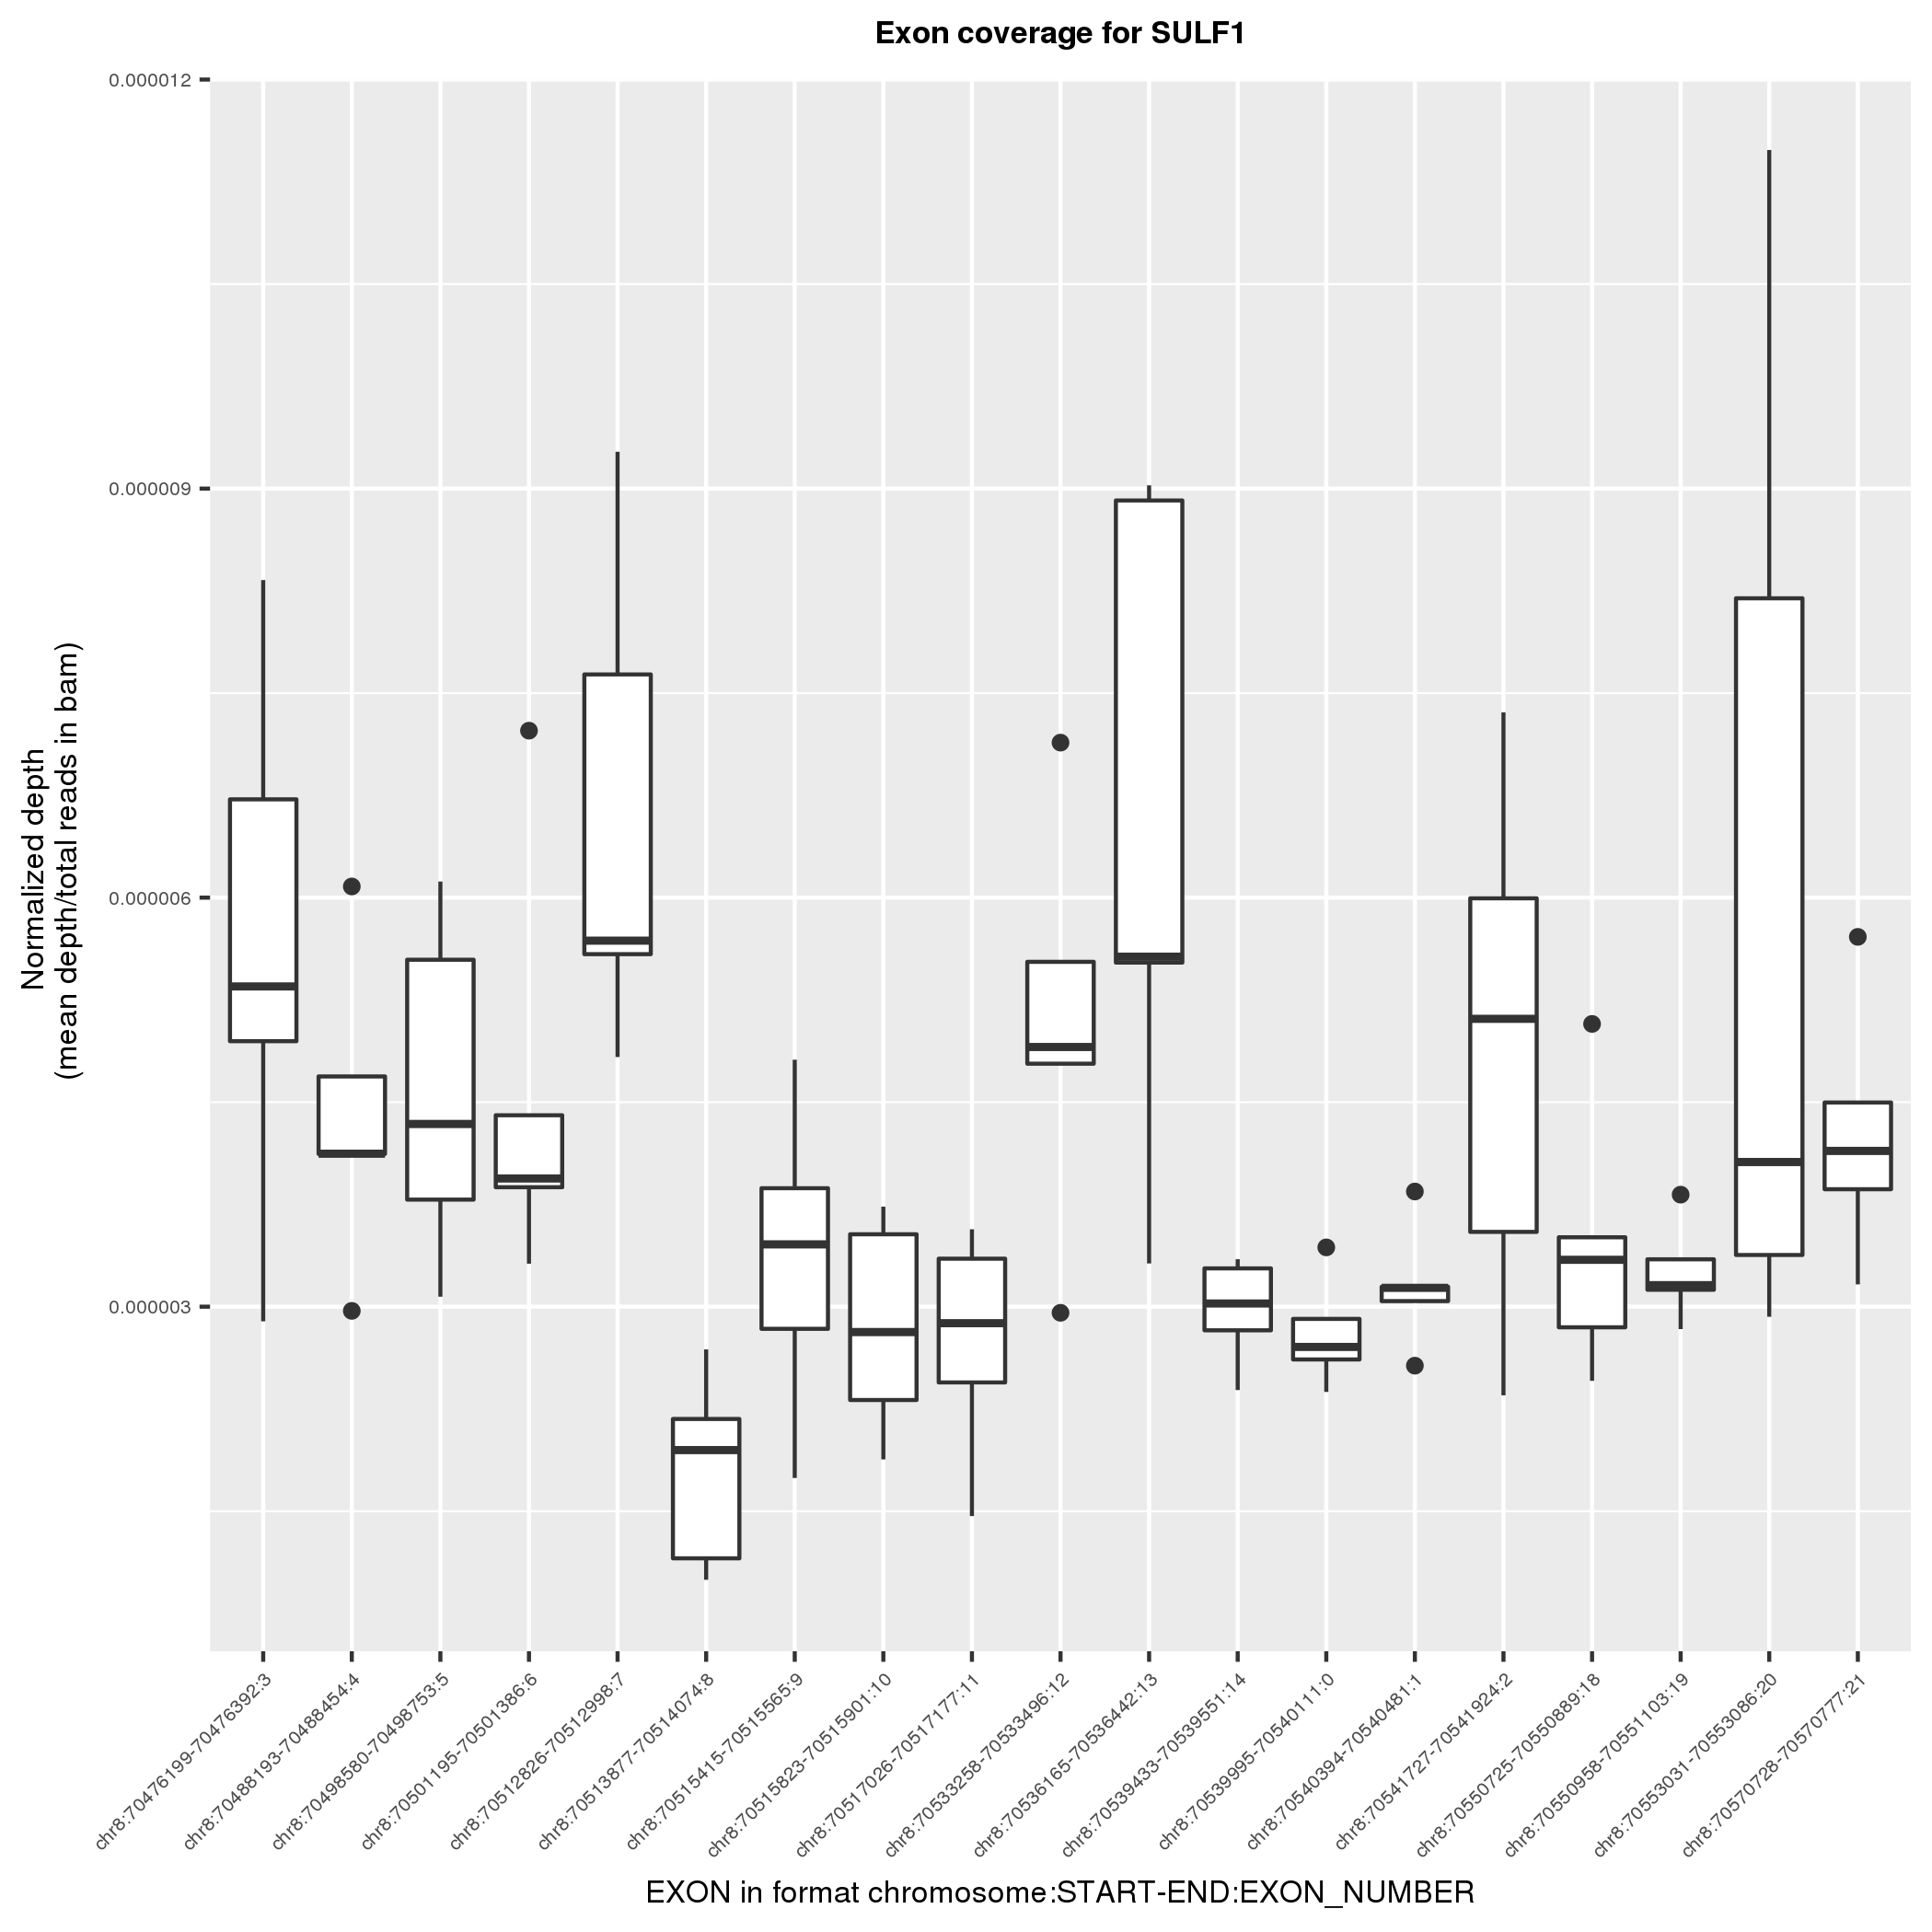 Exon coverage for SULF1
0.000012
0.000009
0.000006
0.000003
Normalized depth
(mean depth/total reads in bam)
chr8:70476199-70476392:3
chr8:70488193-70488454:4
chr8:70498580-70498753:5
chr8:70501195-70501386:6
chr8:70512826-70512998:7
chr8:70513877-70514074:8
chr8:70515415-70515565:9
chr8:70515823-70515901:10
chr8:70517026-70517177:11
chr8:70533258-70533496:12
chr8:70536165-70536442:13
chr8:70539433-70539551:14
chr8:70539995-70540111:0
chr8:70540394-70540481:1
chr8:70541727-70541924:2
chr8:70550725-70550889:18
chr8:70550958-70551103:19
chr8:70553031-70553086:20
chr8:70570728-70570777:21
EXON in format chromosome:START-END:EXON_NUMBER